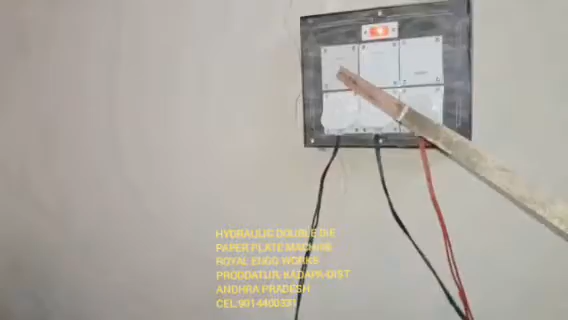 HYDRAULIC DOUBLE DIE
PAPER PLATE MACHINE
ROYAL ENGG WORKS
PRODDATUR, KADAPA-DIST
ANDHRA PRADESH